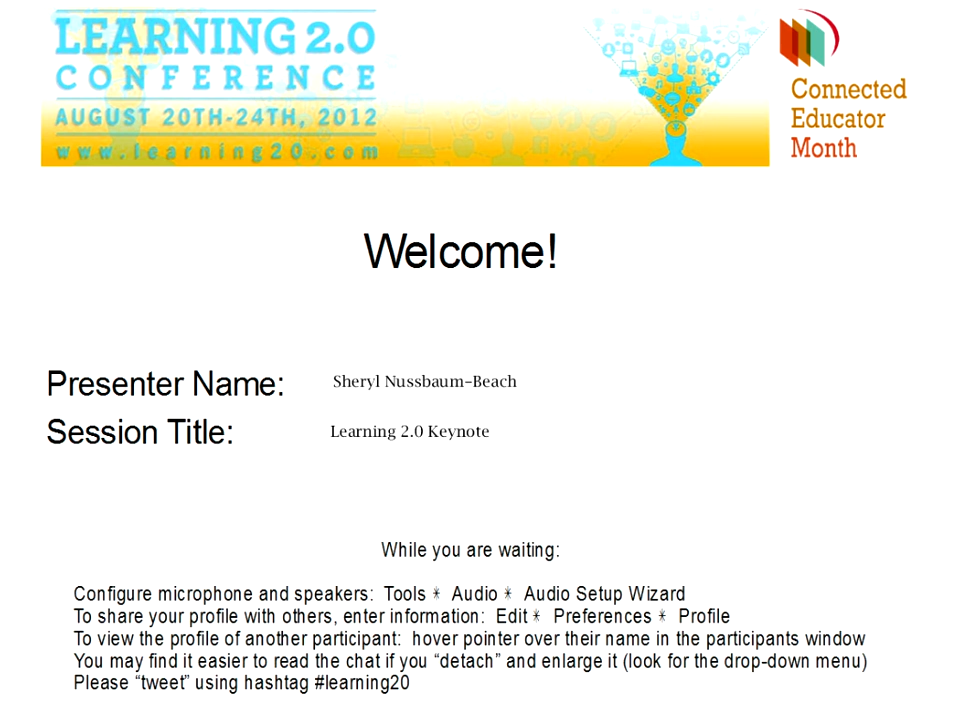 LEARNING 2.0
CONFERENCE
AUGUST 20TH-24TH, 2012
www.learning20.com
Connected
Educator
Month
Welcome!
Presenter Name: Sheryl Nussbaum-Beach
Session Title: Learning 2.0 Keynote
While you are waiting:
Configure microphone and speakers: Tools * Audio * Audio Setup Wizard
To share your profile with others, enter information: Edit * Preferences * Profile
To view the profile of another participant: hover pointer over their name in the participants window
You may find it easier to read the chat if you “detach” and enlarge it (look for the drop-down menu)
Please “tweet” using hashtag #learning20